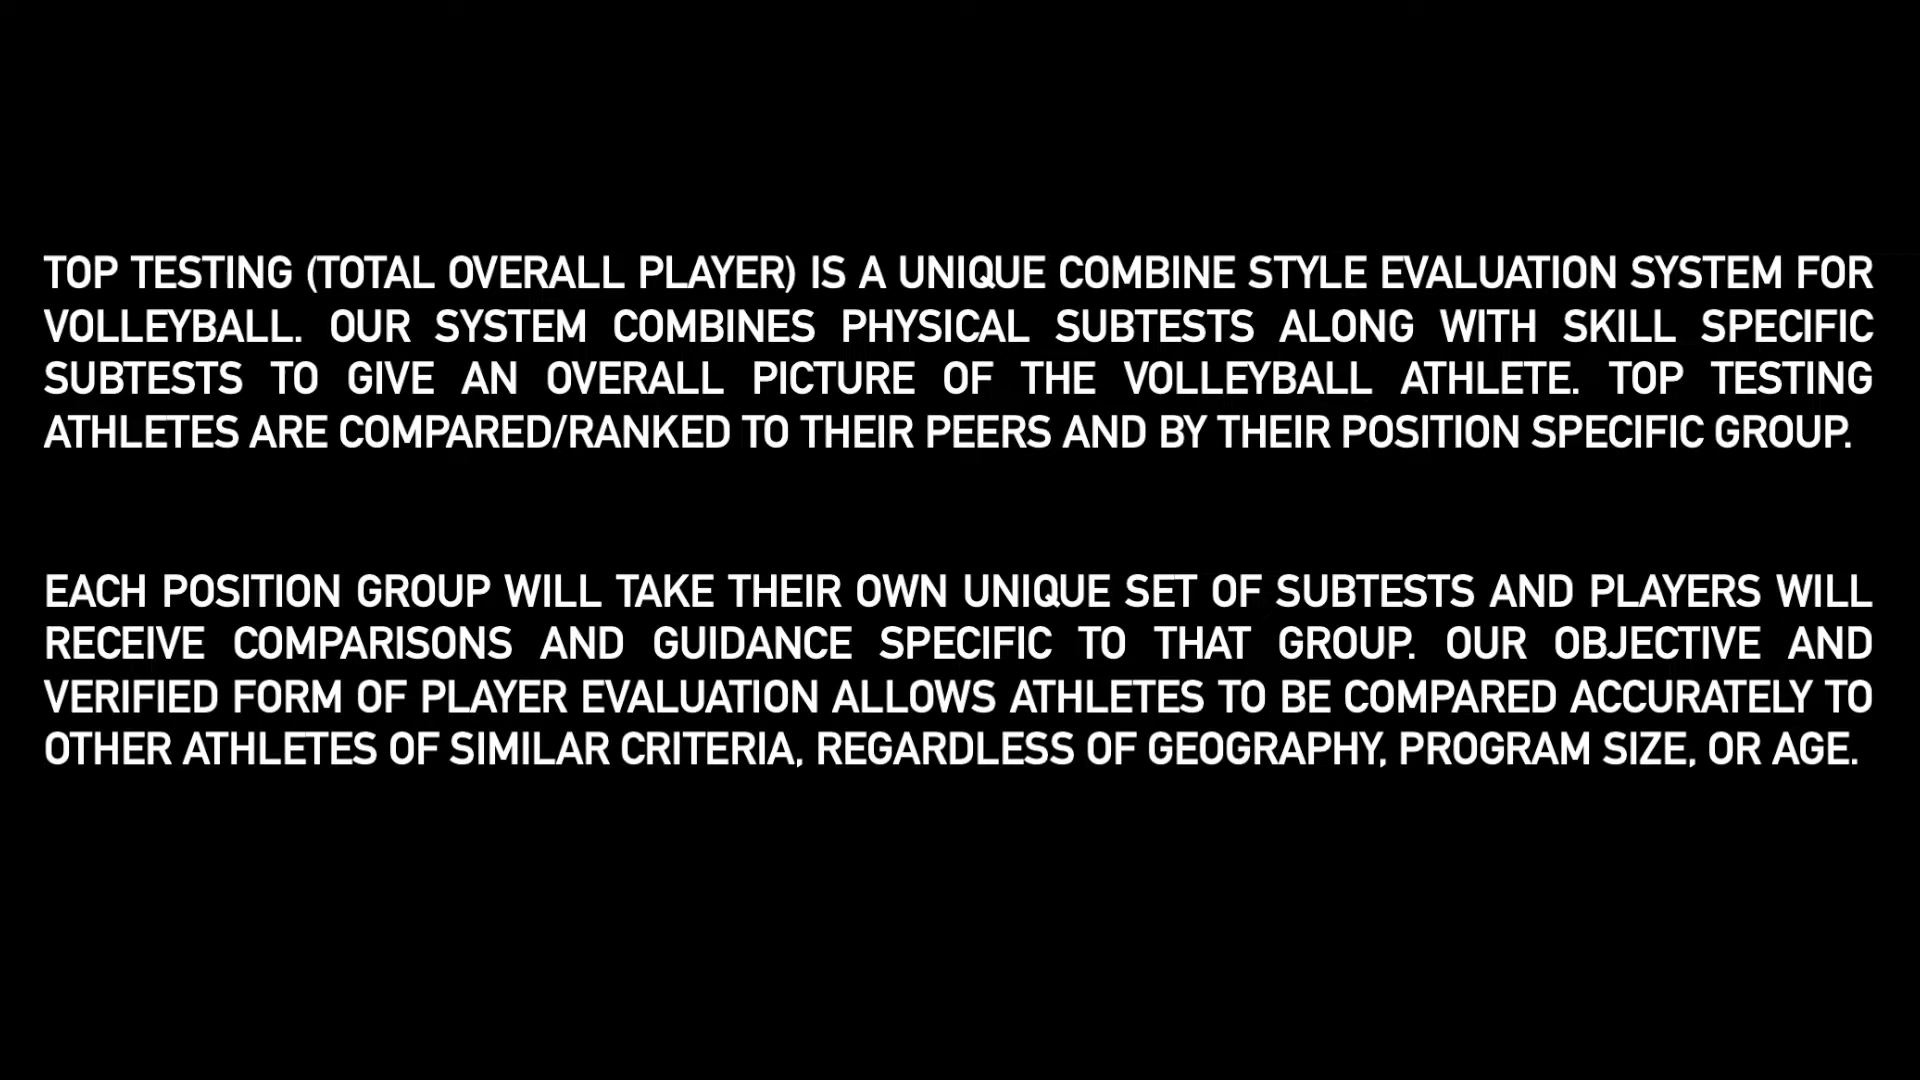 TOP TESTING (TOTAL OVERALL PLAYER) IS A UNIQUE COMBINE STYLE EVALUATION SYSTEM FOR
VOLLEYBALL. OUR SYSTEM COMBINES PHYSICAL SUBTESTS ALONG WITH SKILL SPECIFIC
SUBTESTS TO GIVE AN OVERALL PICTURE OF THE VOLLEYBALL ATHLETE. TOP TESTING
ATHLETES ARE COMPARED/RANKED TO THEIR PEERS AND BY THEIR POSITION SPECIFIC GROUP.
EACH POSITION GROUP WILL TAKE THEIR OWN UNIQUE SET OF SUBTESTS AND PLAYERS WILL
RECEIVE COMPARISONS AND GUIDANCE SPECIFIC TO THAT GROUP. OUR OBJECTIVE AND
VERIFIED FORM OF PLAYER EVALUATION ALLOWS ATHLETES TO BE COMPARED ACCURATELY TO
OTHER ATHLETES OF SIMILAR CRITERIA, REGARDLESS OF GEOGRAPHY, PROGRAM SIZE, OR AGE.